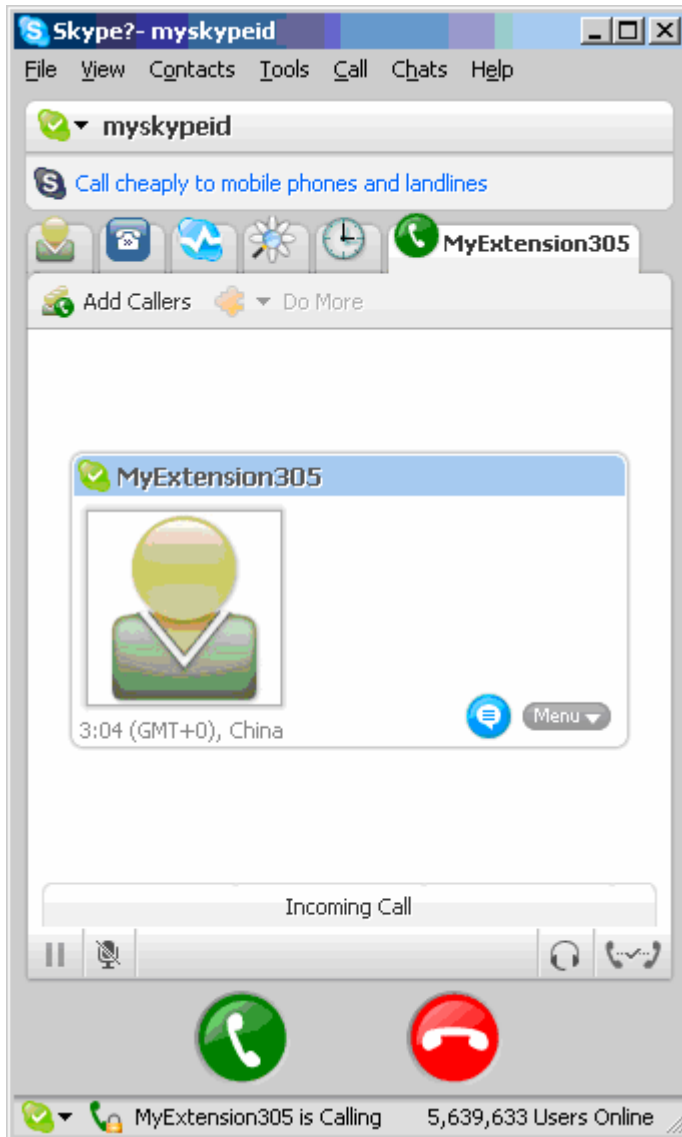 Skype?- myskypeid
File View Contacts Tools Call Chats Help
myskypeid
Call cheaply to mobile phones and landlines
MyExtension305
Add Callers Do More
MyExtension305
3:04 (GMT+0), China
Menu
Incoming Call
MyExtension305 is Calling 5,639,633 Users Online